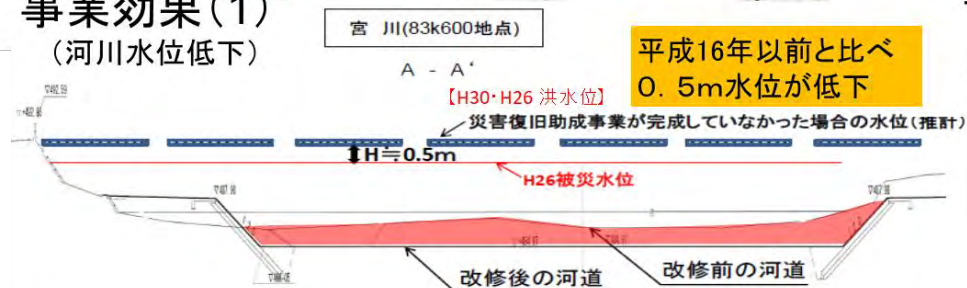 事業効果(1)
(河川水位低下)
宮 川(83k600地点)
平成16年以前と比べ
0.5m水位が低下
A - A'
【H30・H26 洪水位】
災害復旧助成事業が完成していなかった場合の水位(推計)
H≒0.5m
H26被災水位
改修後の河道
改修前の河道